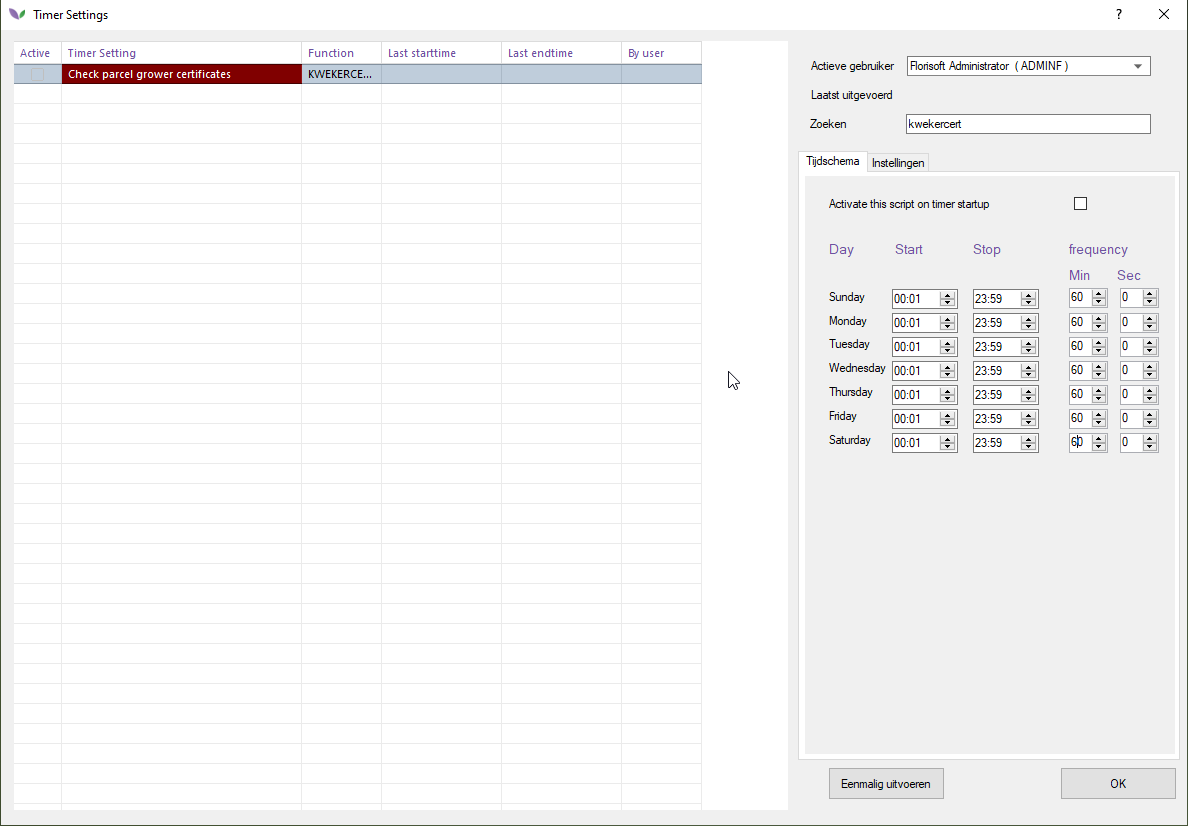 Timer Settings ?
Active Timer Setting Function Last starttime Last endtime By user
Check parcel grower certificates KWEKERCE...
Actieve gebruiker Florisoft Administrator ( ADMINF )
Laatst uitgevoerd
Zoeken kwekercert
Tijdschema Instellingen
Activate this script on timer startup
Day Start Stop frequency
Min Sec
Sunday 00:01 23:59 60 0
Monday 00:01 23:59 60 0
Tuesday 00:01 23:59 60 0
Wednesday 00:01 23:59 60 0
Thursday 00:01 23:59 60 0
Friday 00:01 23:59 60 0
Saturday 00:01 23:59 60 0
Eenmalig uitvoeren OK